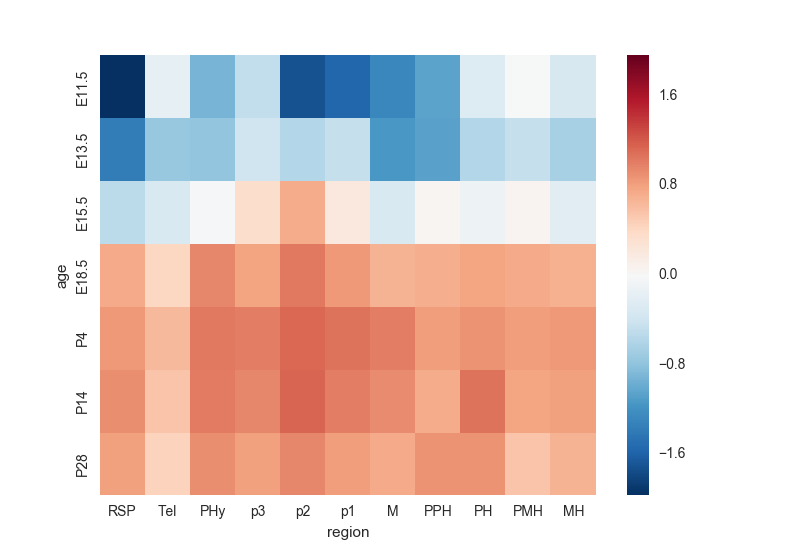 E11.5
E13.5
E15.5
E18.5
P4
P14
P28
age
RSP Tel PHy p3 p2 p1 M PPH PH PMH MH
region
1.6
0.8
0.0
−0.8
−1.6